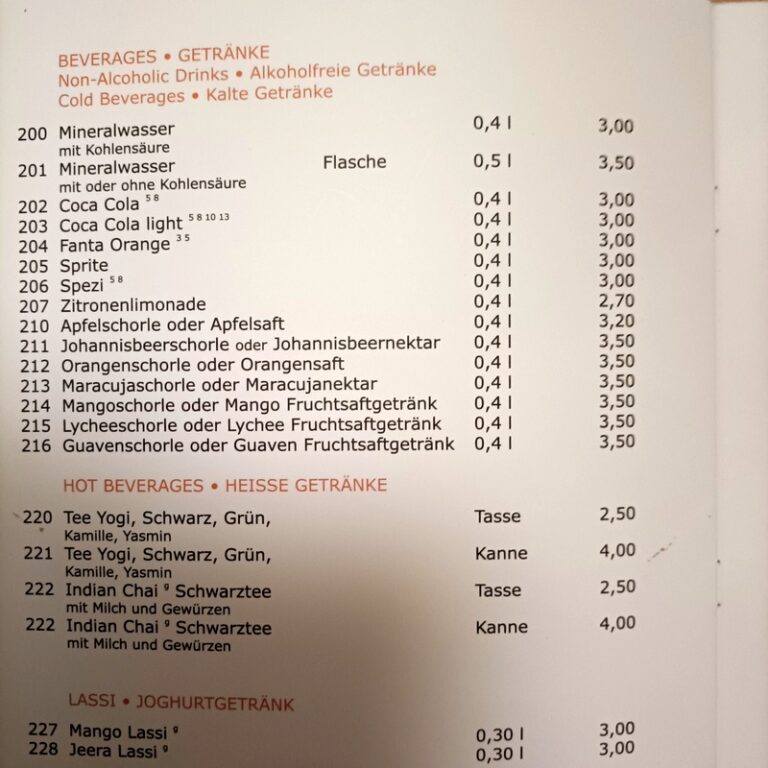 BEVERAGES • GETRÄNKE
Non-Alcoholic Drinks • Alkoholfreie Getränke
Cold Beverages • Kalte Getränke
200 Mineralwasser 0,4 l 3,00
mit Kohlensäure
201 Mineralwasser Flasche 0,5 l 3,50
mit oder ohne Kohlensäure
202 Coca Cola 5 8 0,4 l 3,00
203 Coca Cola light 5 8 10 13 0,4 l 3,00
204 Fanta Orange 3 5 0,4 l 3,00
205 Sprite 0,4 l 3,00
206 Spezi 5 8 0,4 l 3,00
207 Zitronenlimonade 0,4 l 2,70
210 Apfelschorle oder Apfelsaft 0,4 l 3,20
211 Johannisbeerschorle oder Johannisbeernektar 0,4 l 3,50
212 Orangenschorle oder Orangensaft 0,4 l 3,50
213 Maracujaschorle oder Maracujanektar 0,4 l 3,50
214 Mangoschorle oder Mango Fruchtsaftgetränk 0,4 l 3,50
215 Lycheeschorle oder Lychee Fruchtsaftgetränk 0,4 l 3,50
216 Guavenschorle oder Guaven Fruchtsaftgetränk 0,4 l 3,50
HOT BEVERAGES • HEISSE GETRÄNKE
220 Tee Yogi, Schwarz, Grün, Tasse 2,50
Kamille, Yasmin
221 Tee Yogi, Schwarz, Grün, Kanne 4,00
Kamille, Yasmin
222 Indian Chai g Schwarztee Tasse 2,50
mit Milch und Gewürzen
222 Indian Chai g Schwarztee Kanne 4,00
mit Milch und Gewürzen
LASSI • JOGHURTGETRÄNK
227 Mango Lassi g 0,30 l 3,00
228 Jeera Lassi g 0,30 l 3,00